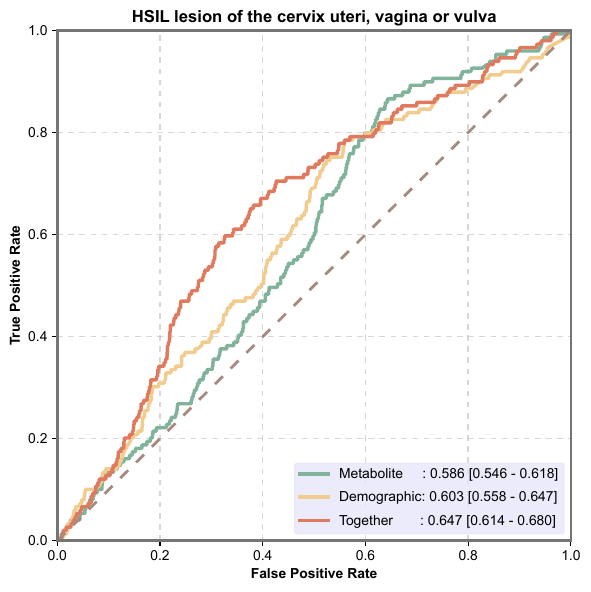 HSIL lesion of the cervix uteri, vagina or vulva
True Positive Rate
1.0
0.8
0.6
0.4
0.2
0.0
Metabolite : 0.586 [0.546 - 0.618]
Demographic: 0.603 [0.558 - 0.647]
Together : 0.647 [0.614 - 0.680]
0.0 0.2 0.4 0.6 0.8 1.0
False Positive Rate